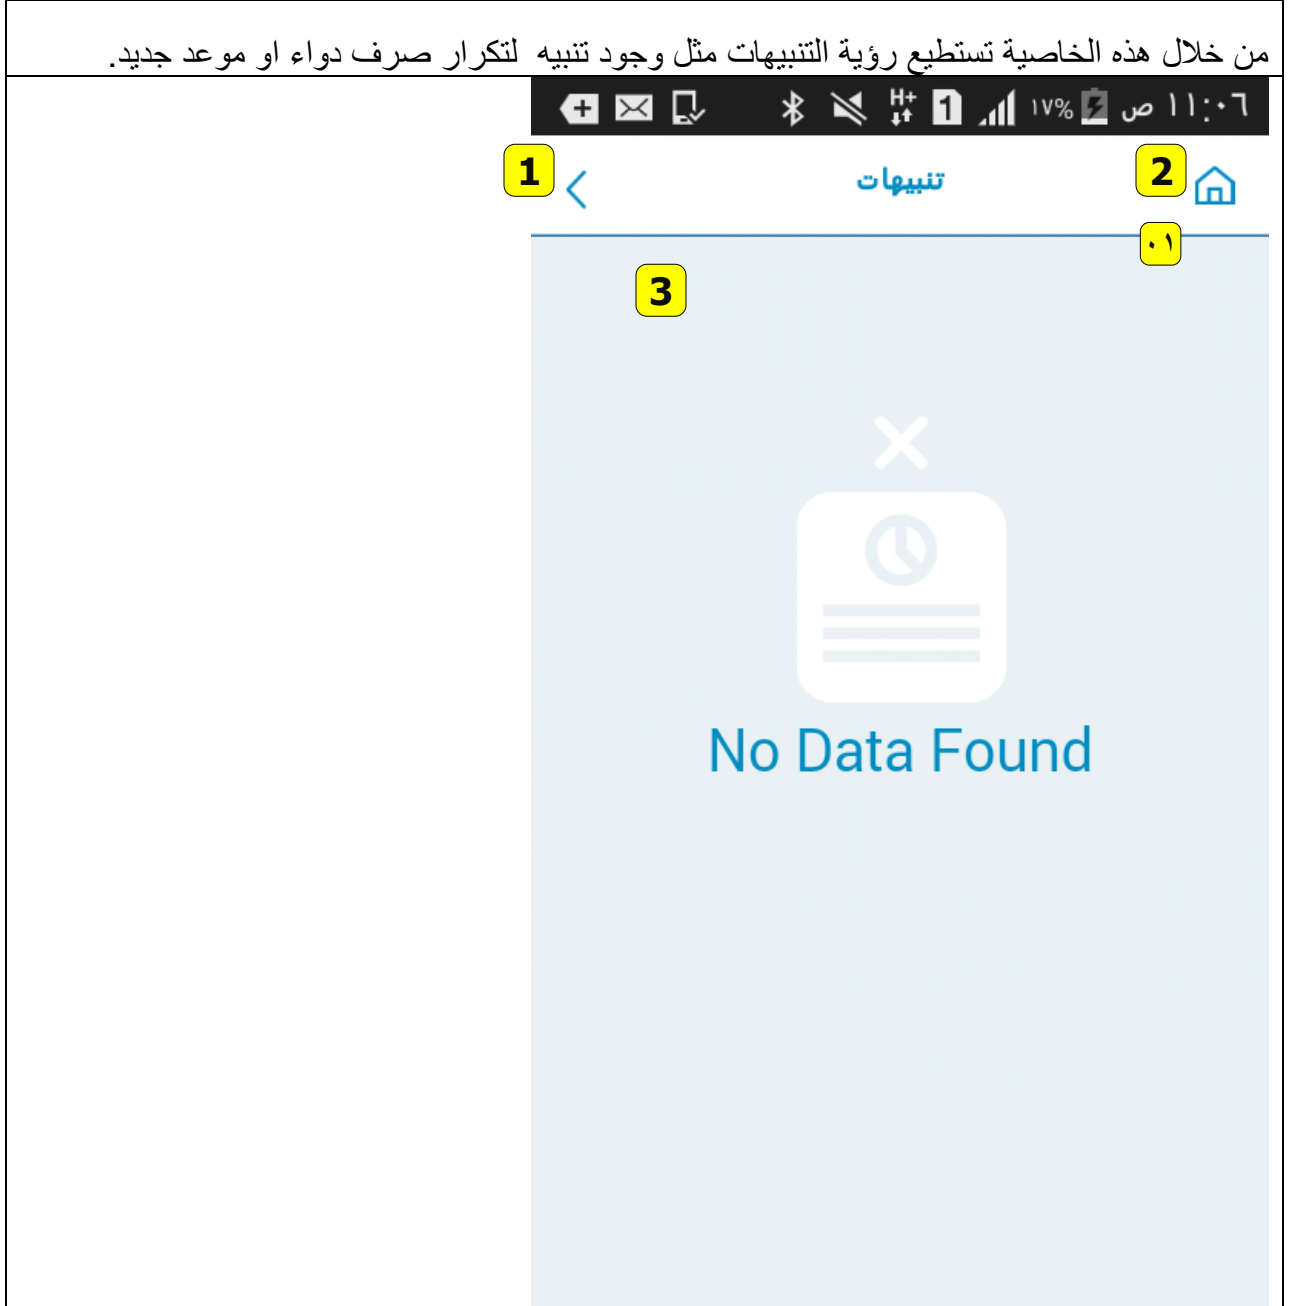 من خلال هذه الخاصية تستطيع رؤية التنبيهات مثل وجود تنبيه لتكرار صرف دواء او موعد جديد.
١١:٠٦ ص ١٧% 1 H+
2 تنبيهات 1
٠١
3
No Data Found